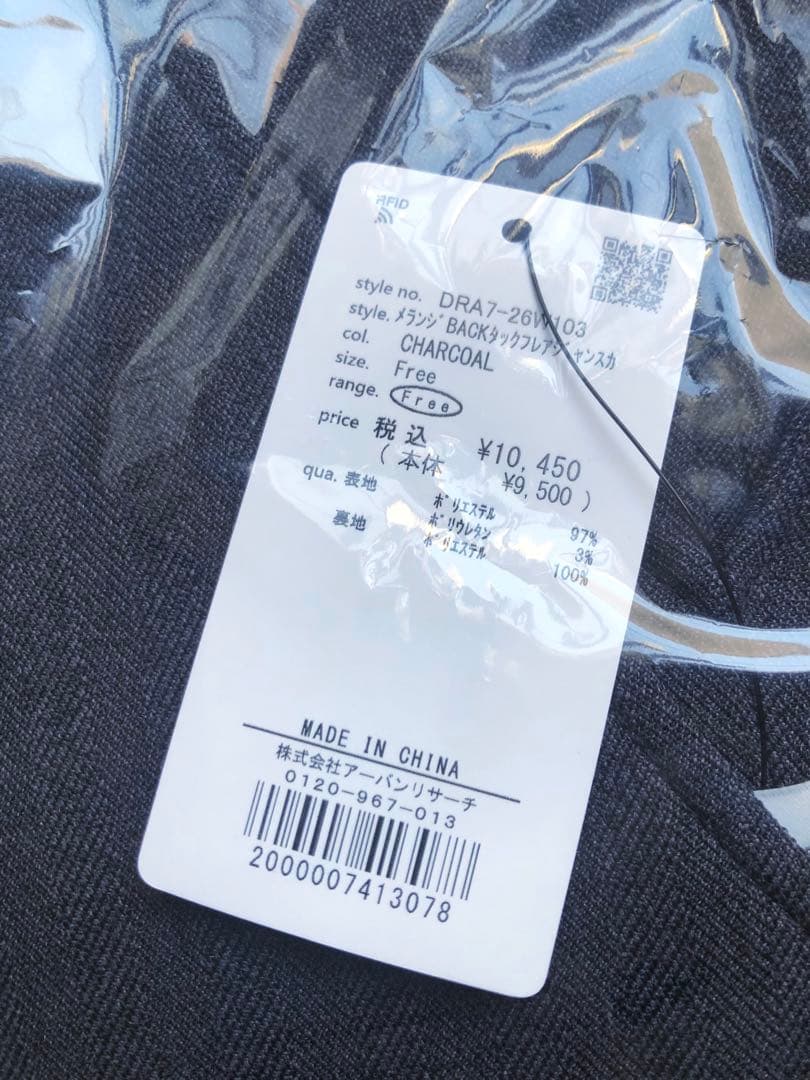 RFID
style no. DRA7-26W103
style. ﾒﾗﾝｼﾞBACKﾀｯｸﾌﾚｱｼﾞｬﾝｽｶ
col. CHARCOAL
size. Free
range. Free
price 税込 ¥10,450
(本体 ¥9,500)
qua. 表地 ﾎﾟﾘｴｽﾃﾙ 97%
ﾎﾟﾘｳﾚﾀﾝ 3%
裏地 ﾎﾟﾘｴｽﾃﾙ 100%
MADE IN CHINA
株式会社アーバンリサーチ
0120-967-013
2000007413078